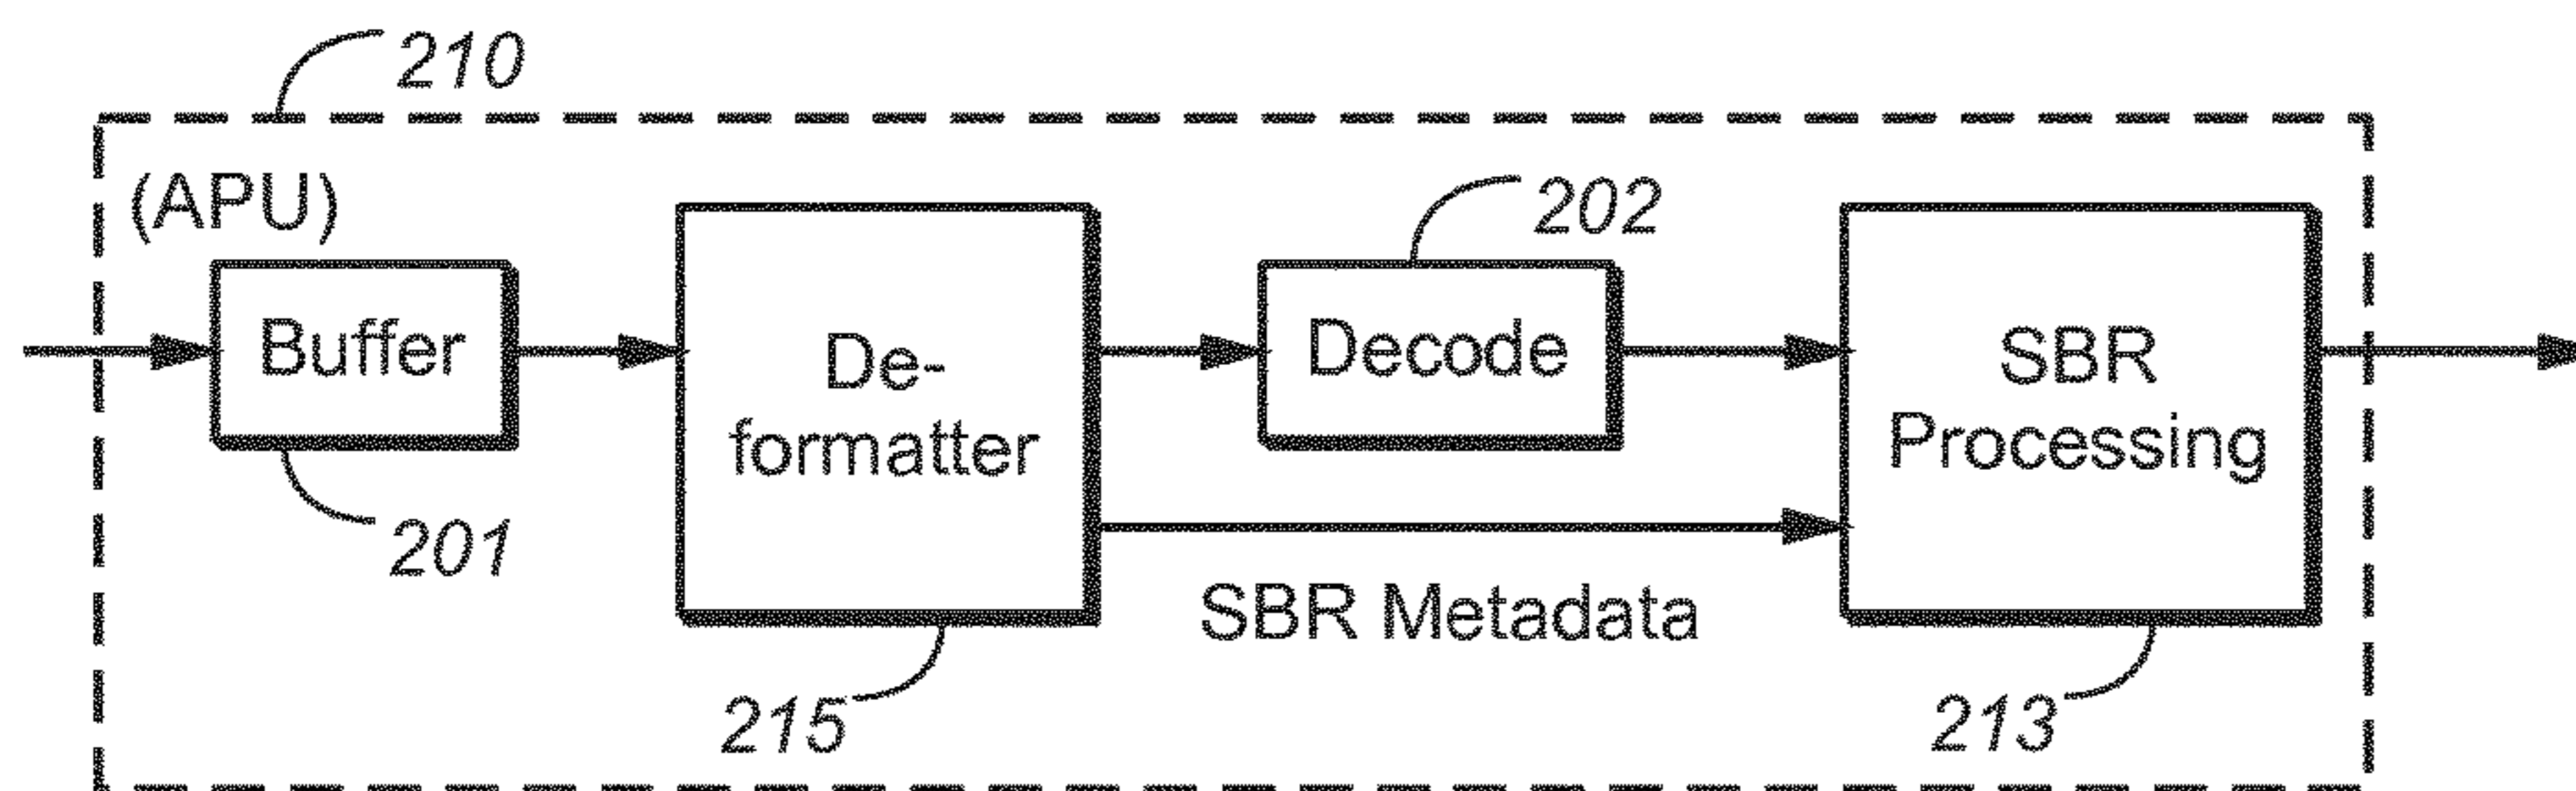 210
(APU)
202
Buffer
De-
formatter
Decode
SBR
Processing
201
SBR Metadata
215
213